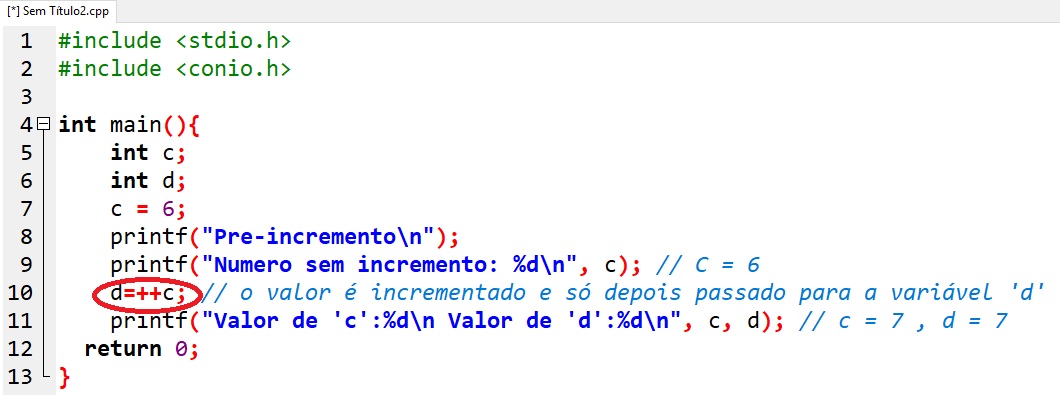 [*] Sem Título2.cpp
1 #include <stdio.h>
2 #include <conio.h>
3
4 int main(){
5 int c;
6 int d;
7 c = 6;
8 printf("Pre-incremento\n");
9 printf("Numero sem incremento: %d\n", c); // C = 6
10 d=++c; // o valor é incrementado e só depois passado para a variável 'd'
11 printf("Valor de 'c':%d\n Valor de 'd':%d\n", c, d); // c = 7 , d = 7
12 return 0;
13 }